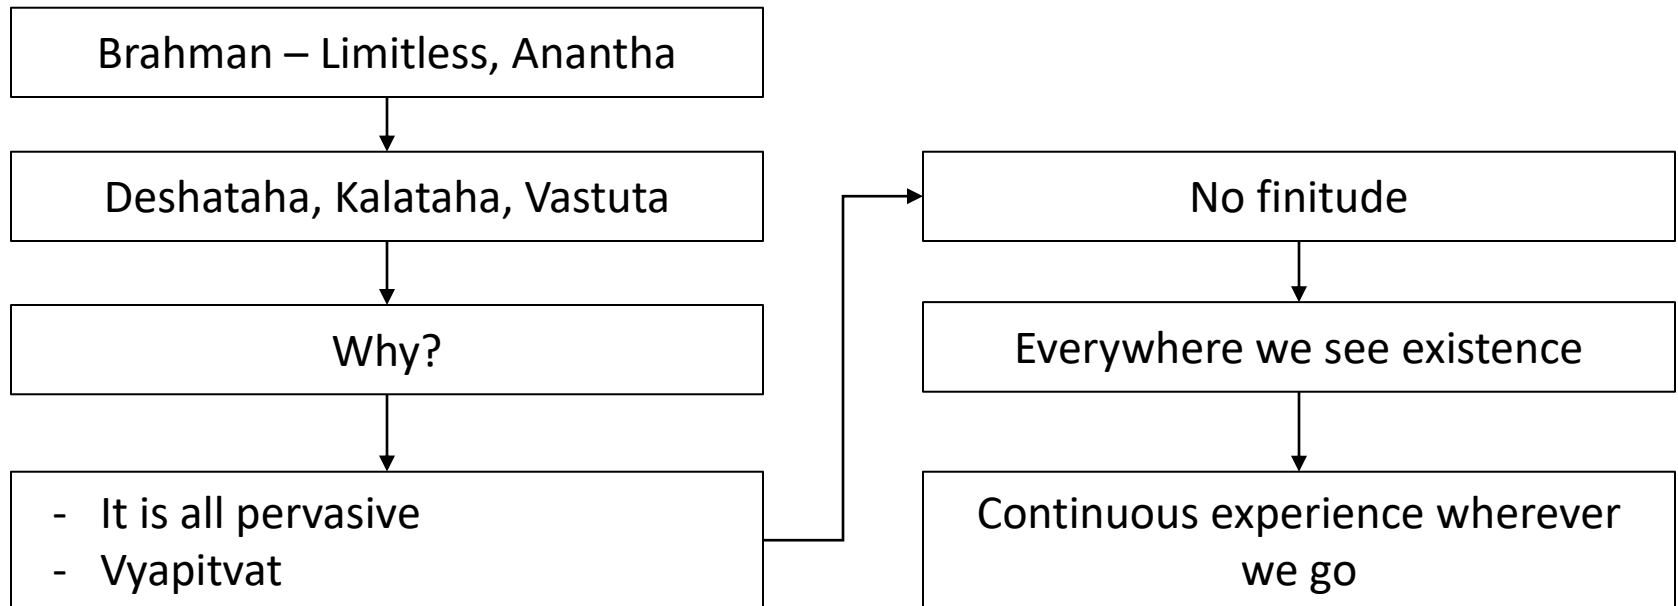 Brahman – Limitless, Anantha
Deshataha, Kalataha, Vastuta
Why?
- It is all pervasive
- Vyapitvat
No finitude
Everywhere we see existence
Continuous experience wherever
we go